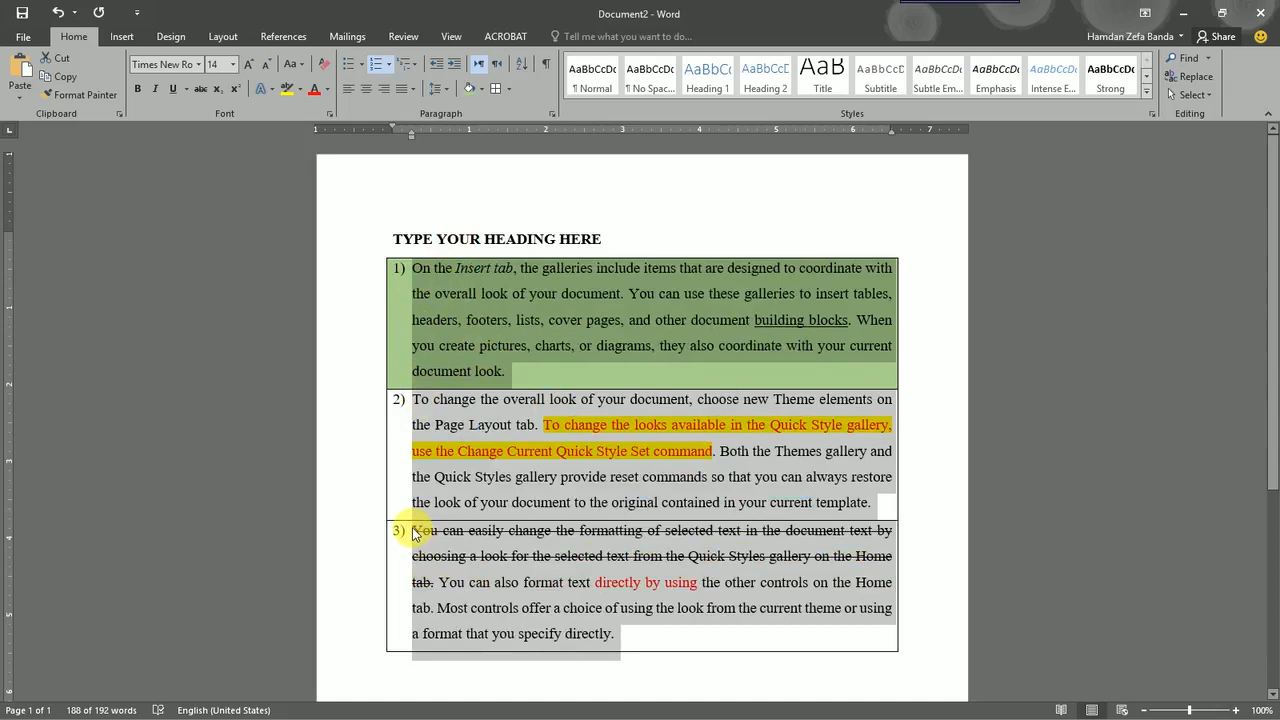 Document2 - Word
File Home Insert Design Layout References Mailings Review View ACROBAT Tell me what you want to do... Hamdan Zefa Banda Share
Paste
Cut
Copy
Format Painter
Clipboard
Times New Ro 14
Font
Paragraph
AaBbCcDc AaBbCcDc AaBbCc AaBbCcD AaB AaBbCcD AaBbCcDc AaBbCcDc AaBbCcDc AaBbCcDc
¶ Normal ¶ No Spac... Heading 1 Heading 2 Title Subtitle Subtle Em... Emphasis Intense E... Strong
Styles
Find
Replace
Select
Editing
1 1 2 3 4 5 6 7
TYPE YOUR HEADING HERE
1) On the Insert tab, the galleries include items that are designed to coordinate with
the overall look of your document. You can use these galleries to insert tables,
headers, footers, lists, cover pages, and other document building blocks. When
you create pictures, charts, or diagrams, they also coordinate with your current
document look.
2) To change the overall look of your document, choose new Theme elements on
the Page Layout tab. To change the looks available in the Quick Style gallery,
use the Change Current Quick Style Set command. Both the Themes gallery and
the Quick Styles gallery provide reset commands so that you can always restore
the look of your document to the original contained in your current template.
3) You can easily change the formatting of selected text in the document text by
choosing a look for the selected text from the Quick Styles gallery on the Home
tab. You can also format text directly by using the other controls on the Home
tab. Most controls offer a choice of using the look from the current theme or using
a format that you specify directly.
Page 1 of 1 188 of 192 words English (United States) 100%